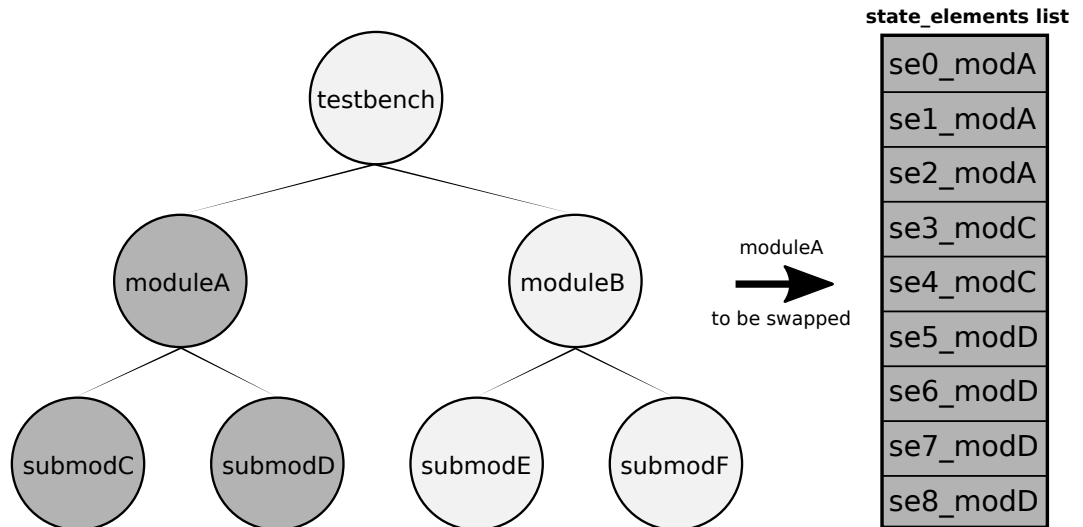 state_elements list
testbench
moduleA
moduleB
submodC
submodD
submodE
submodF
moduleA
to be swapped
se0_modA
se1_modA
se2_modA
se3_modC
se4_modC
se5_modD
se6_modD
se7_modD
se8_modD